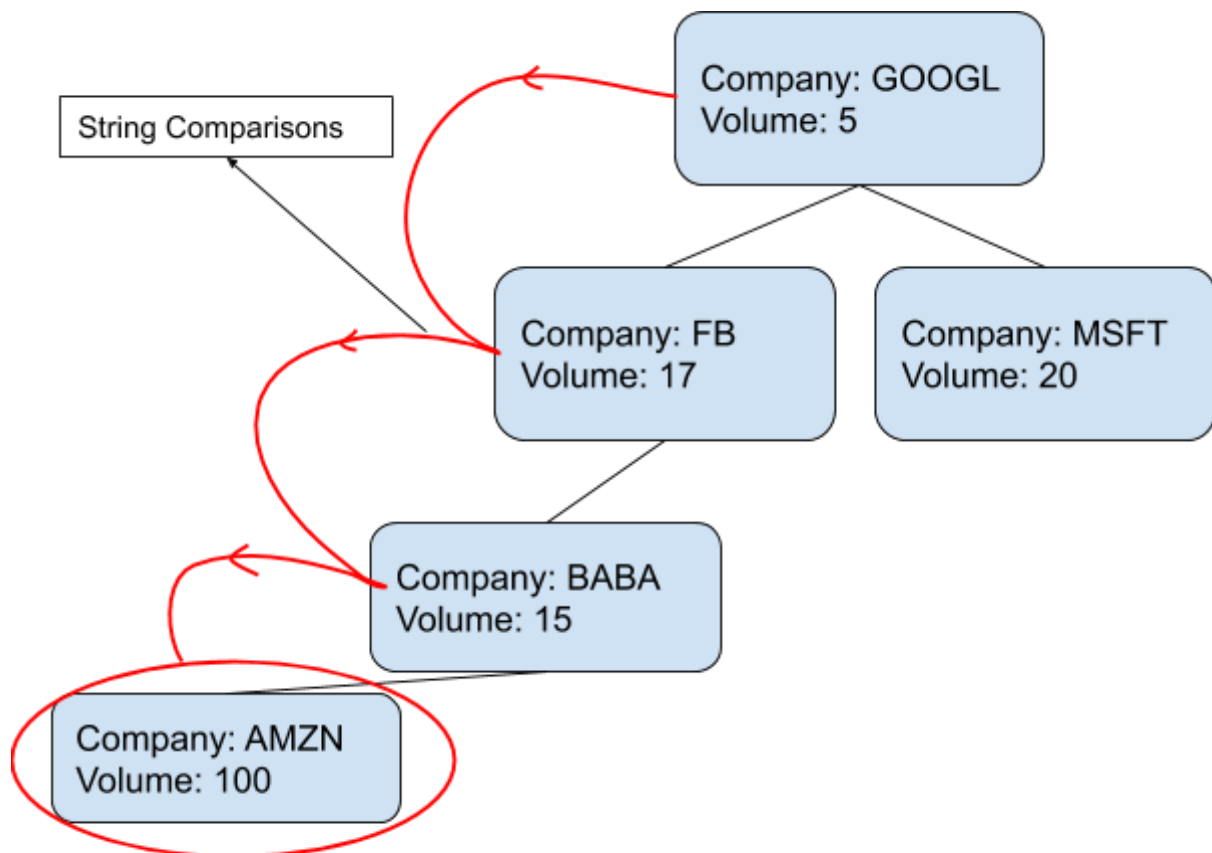 Company: GOOGL
Volume: 5
String Comparisons
Company: FB
Volume: 17
Company: MSFT
Volume: 20
Company: BABA
Volume: 15
Company: AMZN
Volume: 100